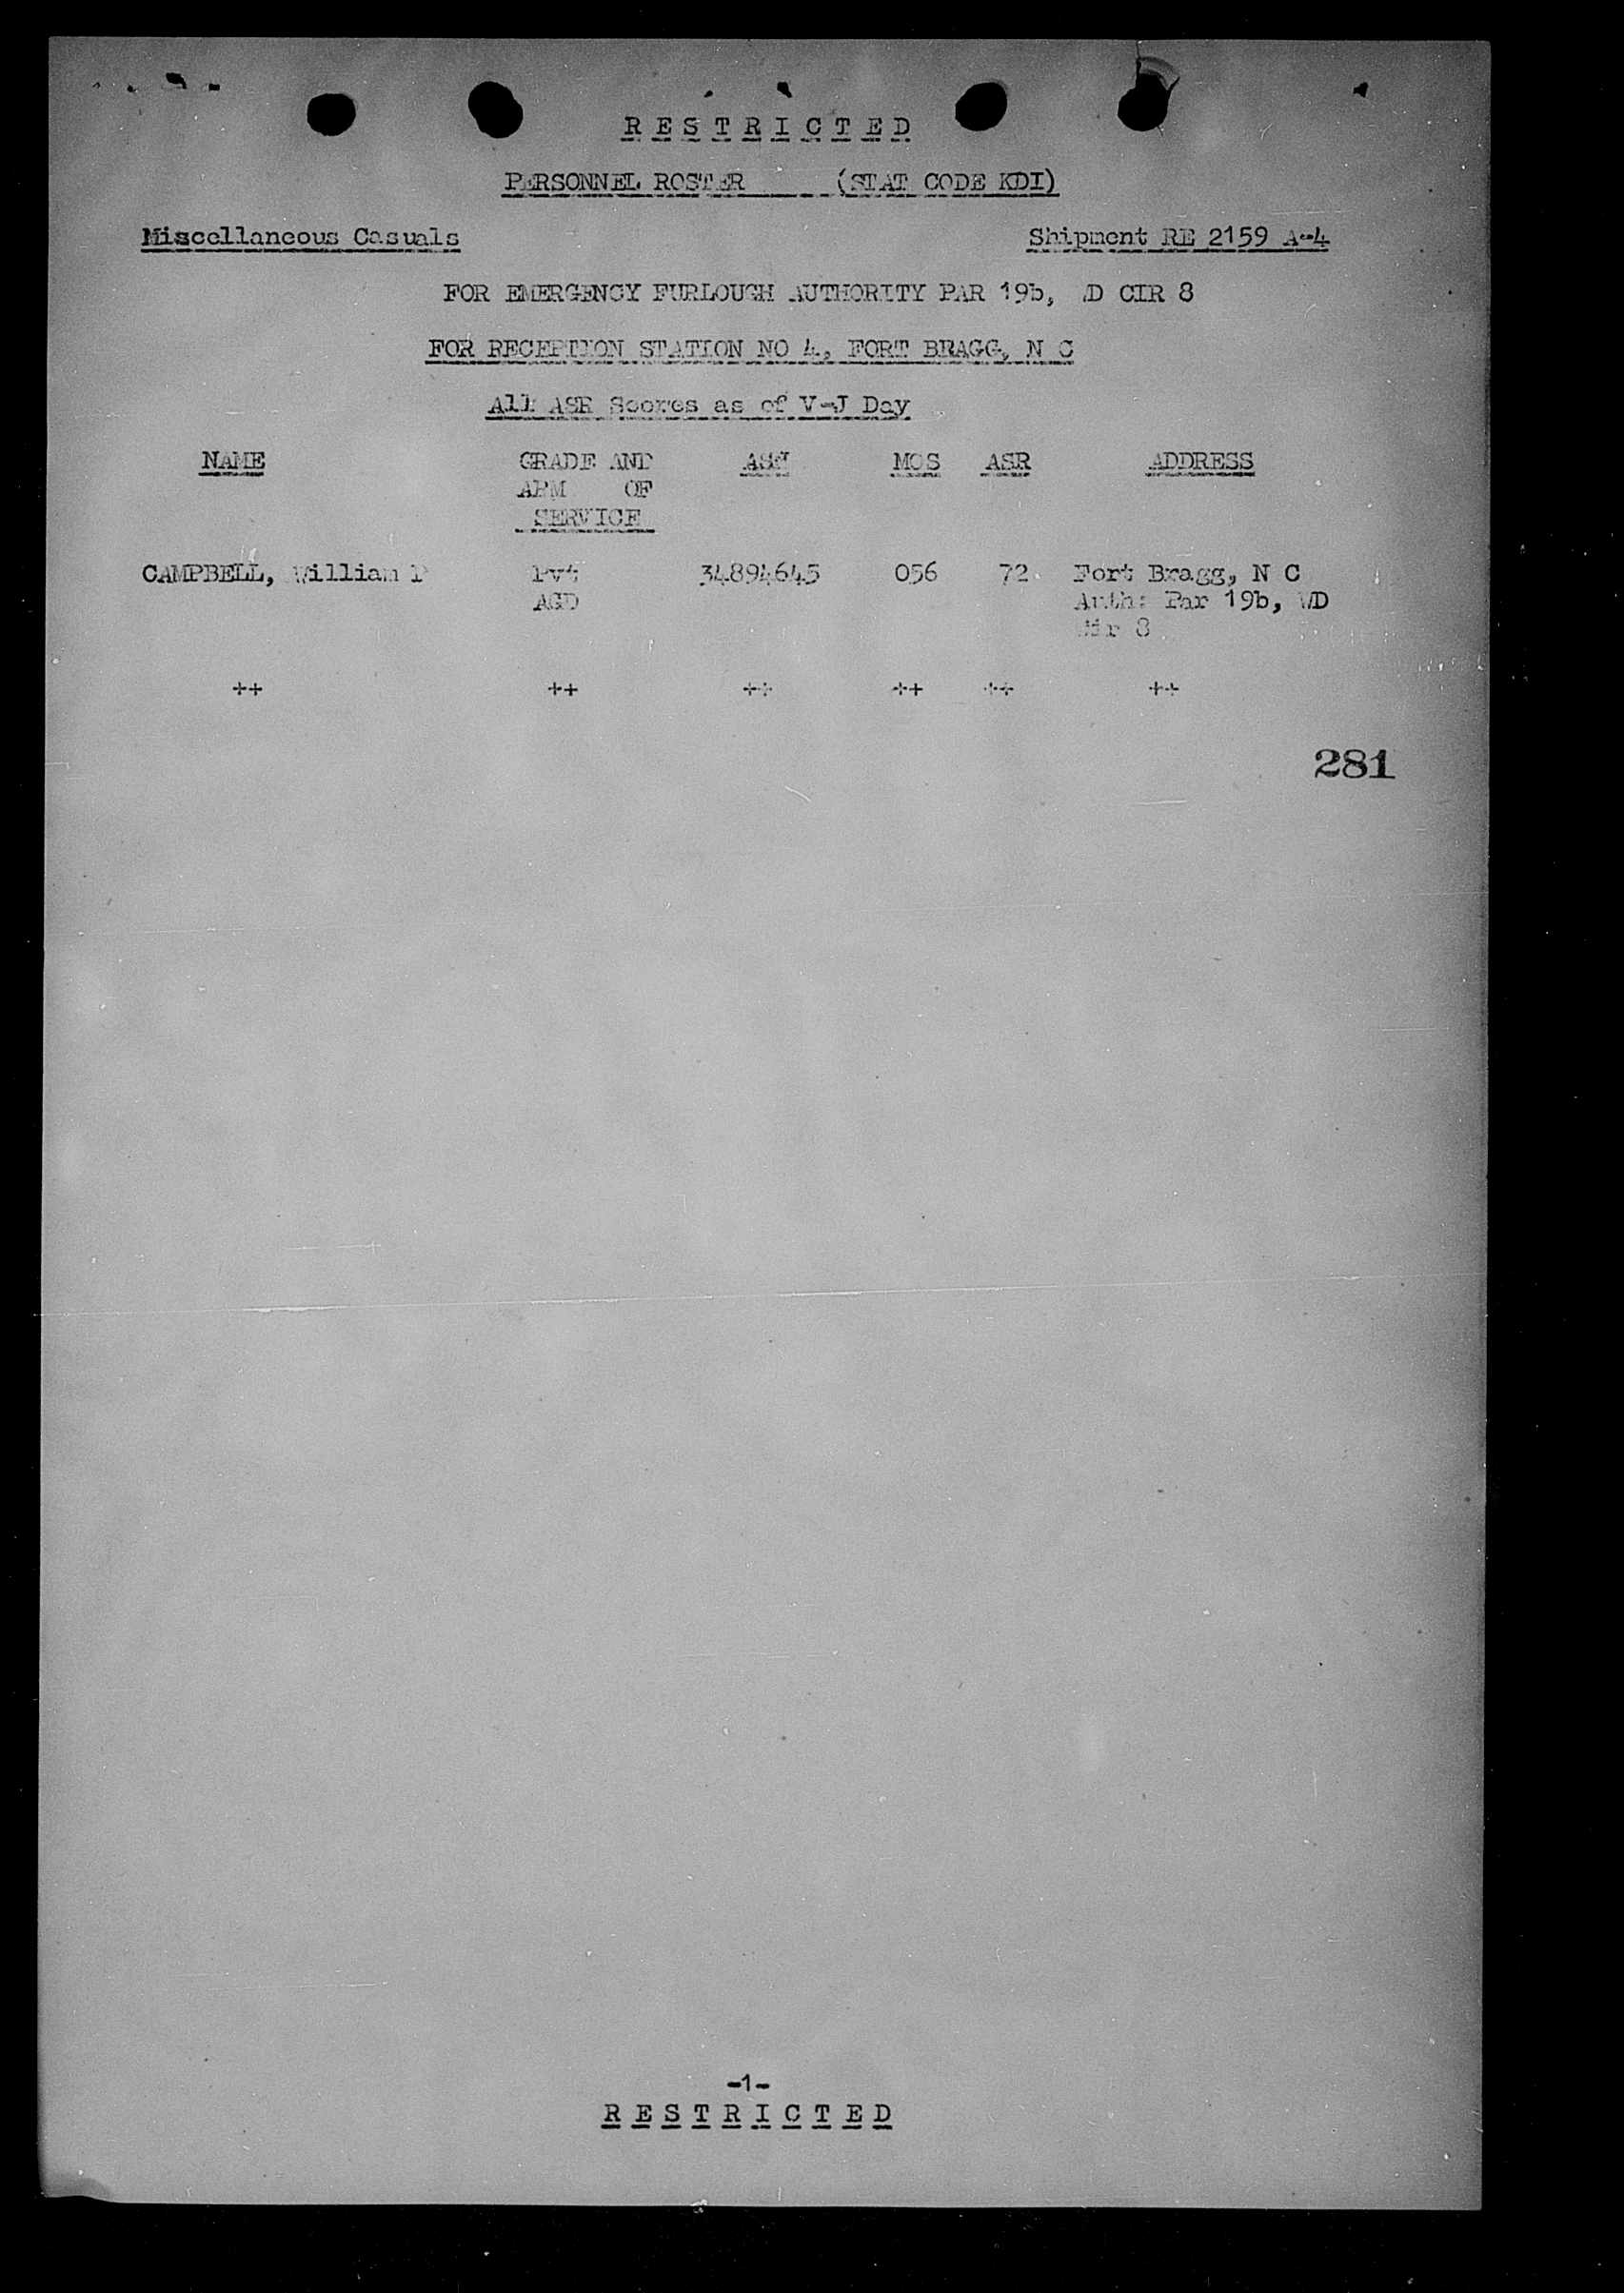 R E S T R I C T E D
PERSONNEL ROSTER (STAT CODE KDI)
Miscellaneous Casuals Shipment RE 2159 A-4
FOR EMERGENCY FURLOUGH AUTHORITY PAR 19b, WD CIR 8
FOR RECEPTION STATION NO 4, FORT BRAGG, N C
All ASR Scores as of V-J Day
NAME GRADE AND ASN MOS ASR ADDRESS
ARM OF
SERVICE
CAMPBELL, William P Pvt 34894645 056 72 Fort Bragg, N C
AGD Auth: Par 19b, WD
Cir 8
++ ++ ++ ++ ++ ++
281
-1-
R E S T R I C T E D